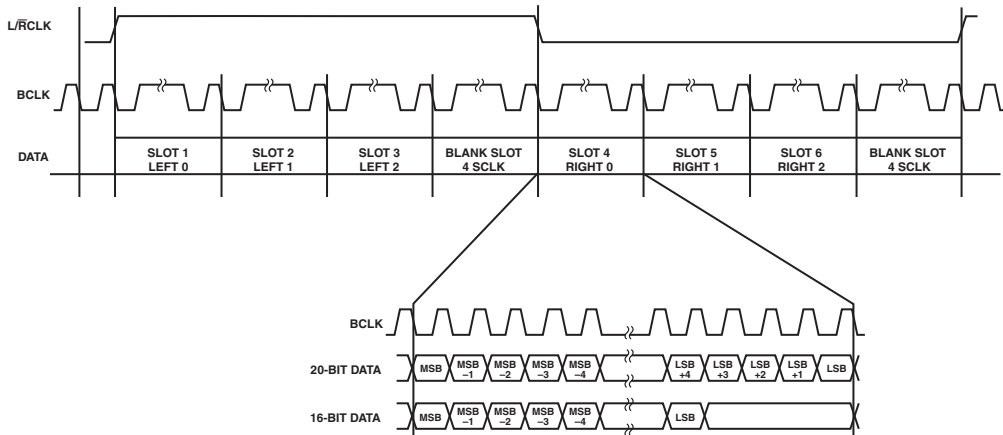 L/R̅CLK
BCLK
DATA
SLOT 1 LEFT 0
SLOT 2 LEFT 1
SLOT 3 LEFT 2
BLANK SLOT 4 SCLK
SLOT 4 RIGHT 0
SLOT 5 RIGHT 1
SLOT 6 RIGHT 2
BLANK SLOT 4 SCLK
BCLK
20-BIT DATA
MSB
MSB –1
MSB –2
MSB –3
MSB –4
LSB +4
LSB +3
LSB +2
LSB +1
LSB
16-BIT DATA
MSB
MSB –1
MSB –2
MSB –3
MSB –4
LSB